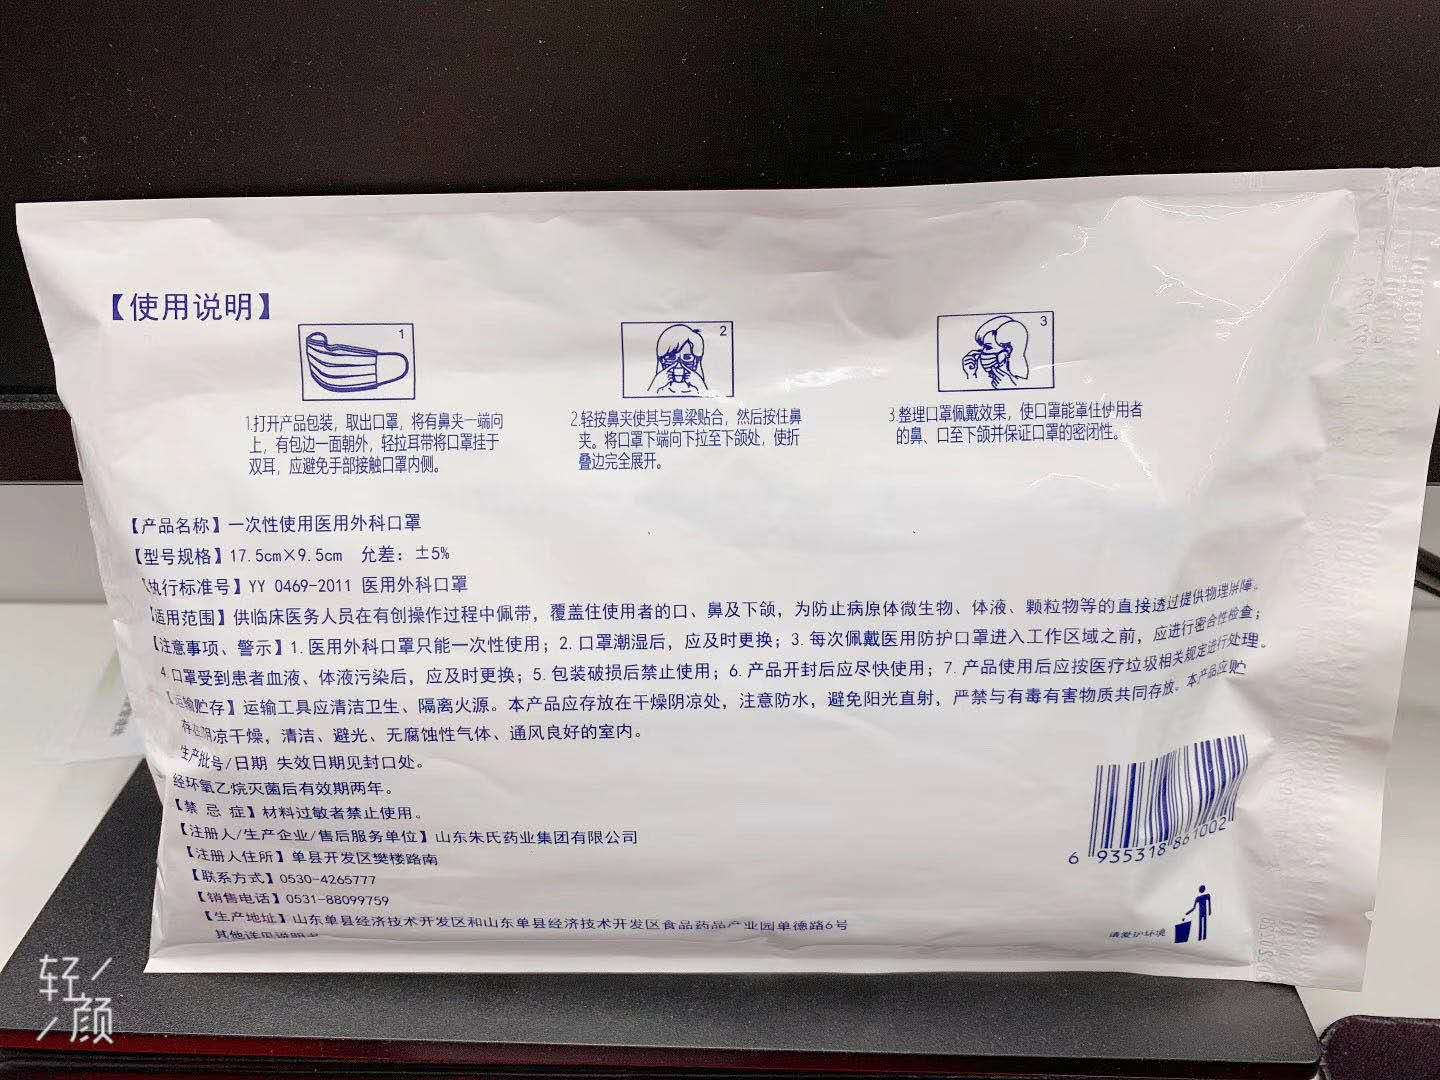 【使用说明】
1
2
3
1.打开产品包装，取出口罩，将有鼻夹一端向
上，有包边一面朝外，轻拉耳带将口罩挂于
双耳，应避免手部接触口罩内侧。
2.轻按鼻夹使其与鼻梁贴合，然后按住鼻
夹。将口罩下端向下拉至下颌处，使折
叠边完全展开。
3.整理口罩佩戴效果，使口罩能罩住使用者
的鼻、口至下颌并保证口罩的密闭性。
【产品名称】一次性使用医用外科口罩
【型号规格】17.5cm×9.5cm 允差：±5%
【执行标准号】YY 0469-2011 医用外科口罩
【适用范围】供临床医务人员在有创操作过程中佩带，覆盖住使用者的口、鼻及下颌，为防止病原体微生物、体液、颗粒物等的直接透过提供物理屏障。
【注意事项、警示】1.医用外科口罩只能一次性使用；2.口罩潮湿后，应及时更换；3.每次佩戴医用防护口罩进入工作区域之前，应进行密合性检查；
4.口罩受到患者血液、体液污染后，应及时更换；5.包装破损后禁止使用；6.产品开封后应尽快使用；7.产品使用后应按医疗垃圾相关规定进行处理。
【运输贮存】运输工具应清洁卫生、隔离火源。本产品应存放在干燥阴凉处，注意防水，避免阳光直射，严禁与有毒有害物质共同存放。本产品应贮
存在阴凉干燥，清洁、避光、无腐蚀性气体、通风良好的室内。
生产批号/日期 失效日期见封口处。
经环氧乙烷灭菌后有效期两年。
【禁 忌 症】材料过敏者禁止使用。
【注册人/生产企业/售后服务单位】山东朱氏药业集团有限公司
【注册人住所】单县开发区樊楼路南
【联系方式】0530-4265777
【销售电话】0531-88099759
【生产地址】山东单县经济技术开发区和山东单县经济技术开发区食品药品产业园单德路6号
其他详见说明书
6 935318 861002
请爱护环境
轻颜